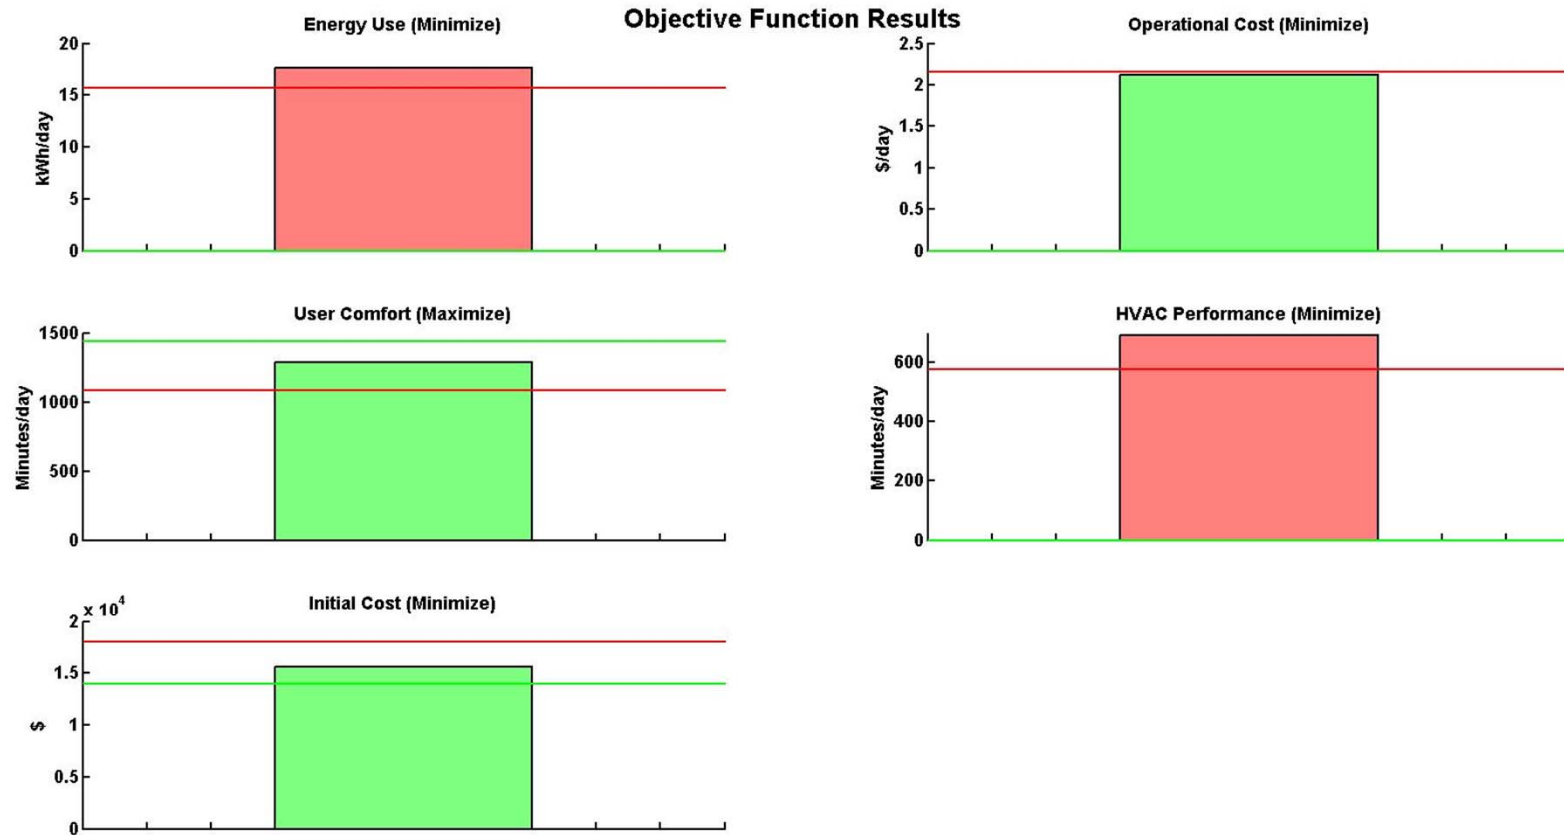 Objective Function Results
Energy Use (Minimize)
20
15
10
5
0
kWh/day
Operational Cost (Minimize)
2.5
2
1.5
1
0.5
0
$/day
User Comfort (Maximize)
1500
1000
500
0
Minutes/day
HVAC Performance (Minimize)
600
400
200
0
Minutes/day
Initial Cost (Minimize)
x 10^4
2
1.5
1
0.5
0
$